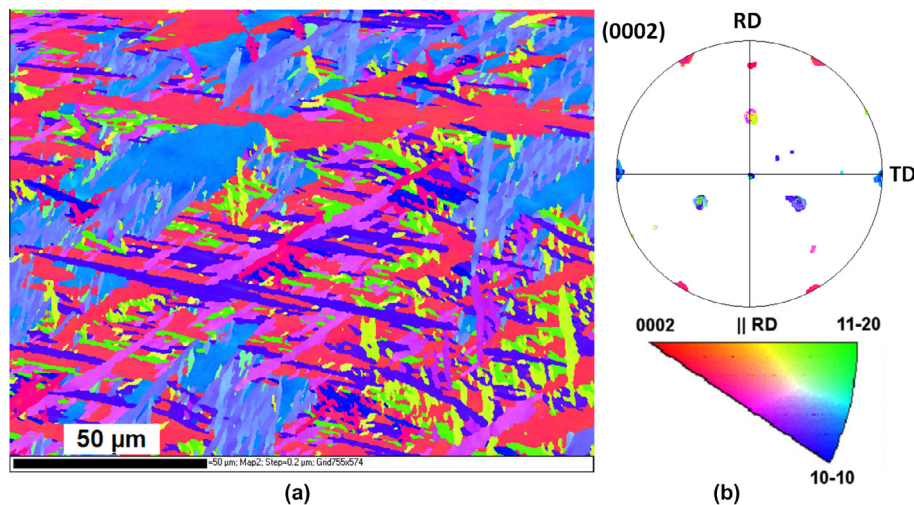 (0002)
RD
TD
50 µm
=50 µm; Map2; Step=0.2 µm; Grid755x574
0002
|| RD
11-20
10-10
(a)
(b)